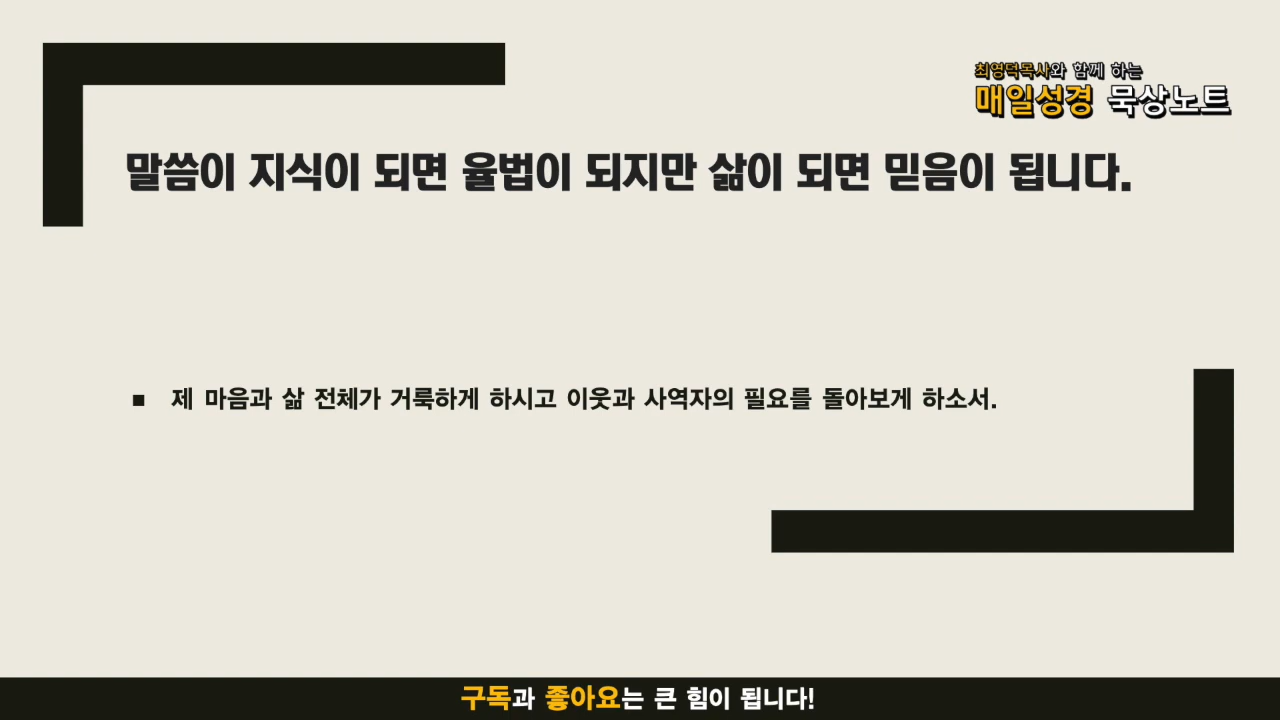 최영덕목사와 함께 하는
매일성경 묵상노트
말씀이 지식이 되면 율법이 되지만 삶이 되면 믿음이 됩니다.
■ 제 마음과 삶 전체가 거룩하게 하시고 이웃과 사역자의 필요를 돌아보게 하소서.
구독과 좋아요는 큰 힘이 됩니다!